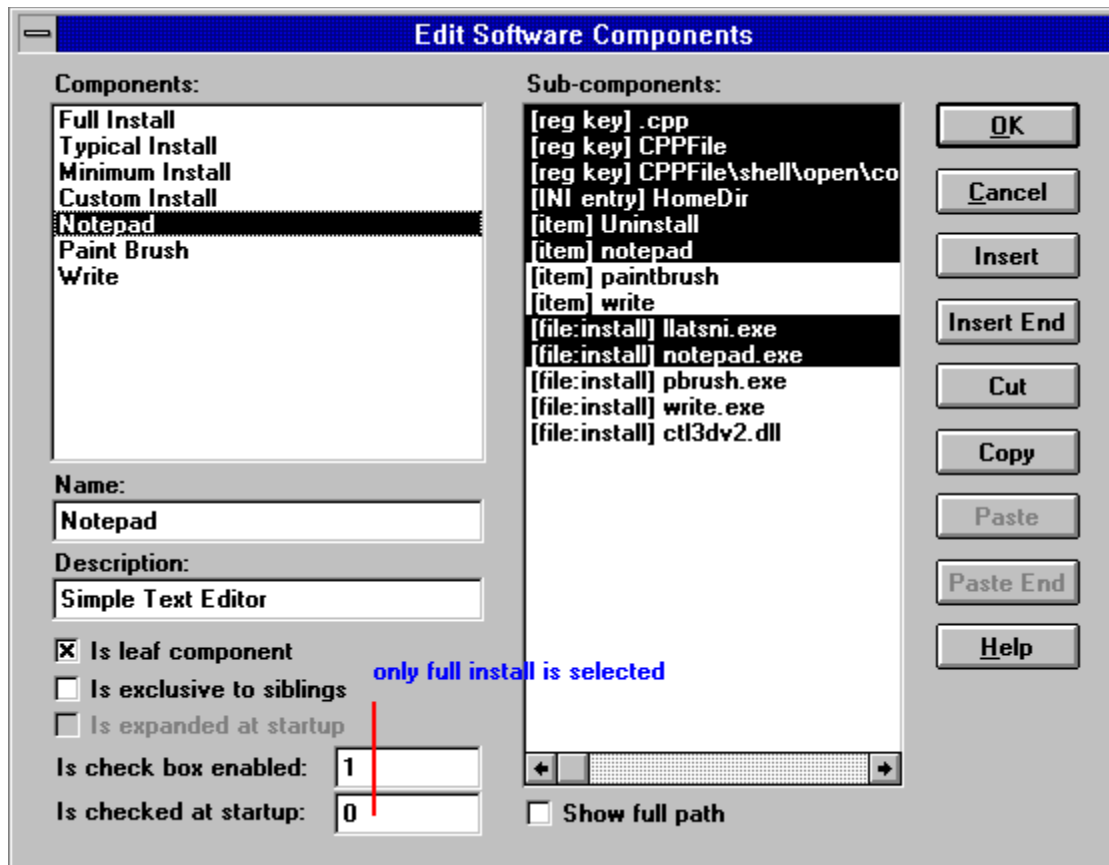 Edit Software Components
Components:
Full Install
Typical Install
Minimum Install
Custom Install
Notepad
Paint Brush
Write
Name:
Notepad
Description:
Simple Text Editor
Is leaf component
only full install is selected
Is exclusive to siblings
Is expanded at startup
Is check box enabled: 1
Is checked at startup: 0
Sub-components:
[reg key] .cpp
[reg key] CPPFile
[reg key] CPPFile\shell\open\co
[INI entry] HomeDir
[item] Uninstall
[item] notepad
[item] paintbrush
[item] write
[file:install] llatsni.exe
[file:install] notepad.exe
[file:install] pbrush.exe
[file:install] write.exe
[file:install] ctl3dv2.dll
Show full path
OK
Cancel
Insert
Insert End
Cut
Copy
Paste
Paste End
Help